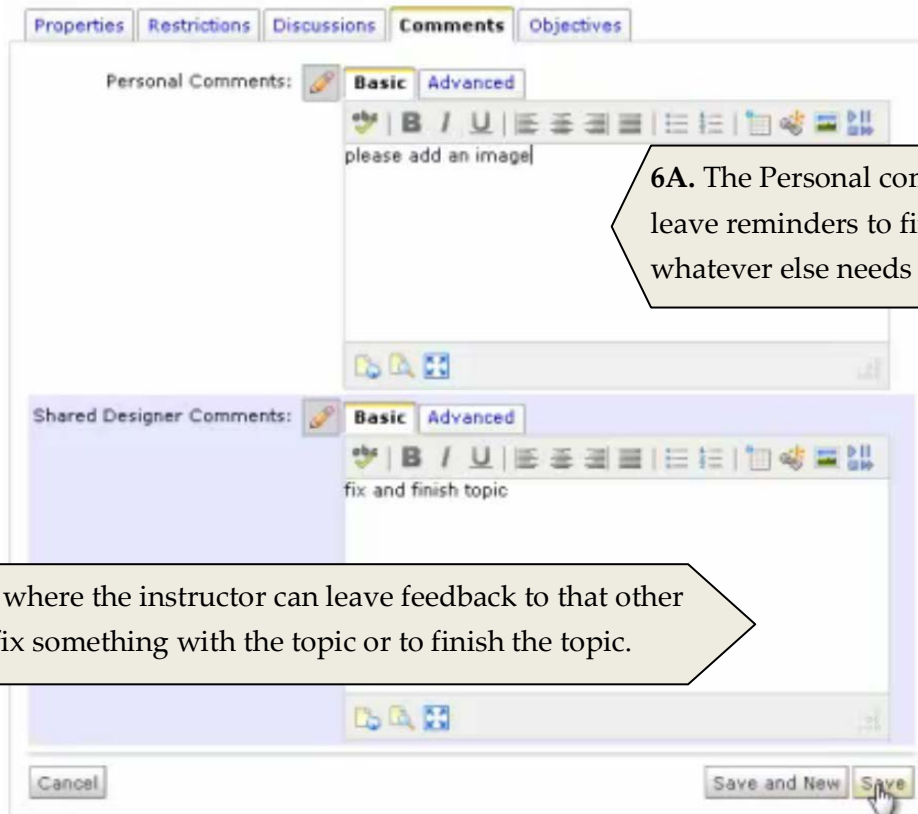 Properties Restrictions Discussions Comments Objectives
Personal Comments: Basic Advanced
abc B I U
please add an image
6A. The Personal
leave reminders to
whatever else needs
Shared Designer Comments: Basic Advanced
abc B I U
fix and finish topic
where the instructor can leave feedback to that other
fix something with the topic or to finish the topic.
Cancel Save and New Save